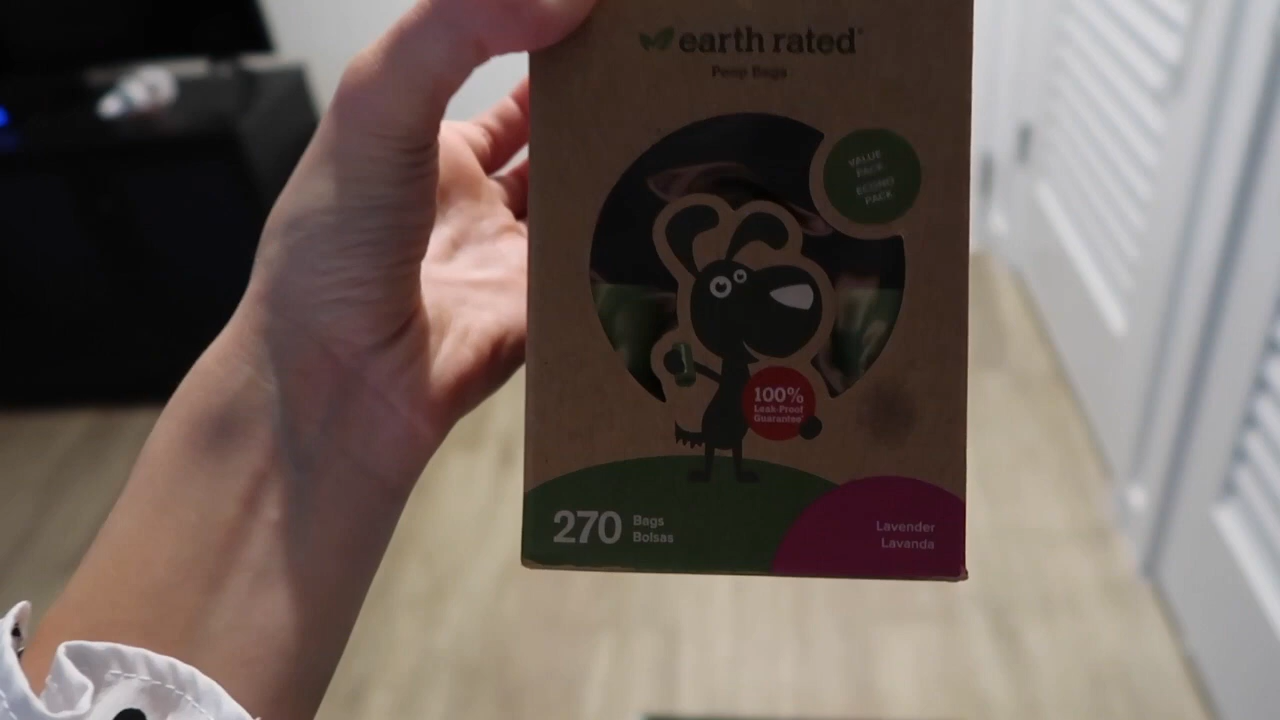 earth rated®
Poop Bags
VALUE
PACK
ECONO
PACK
100%
Leak-Proof
Guarantee*
270 Bags
Bolsas
Lavender
Lavanda